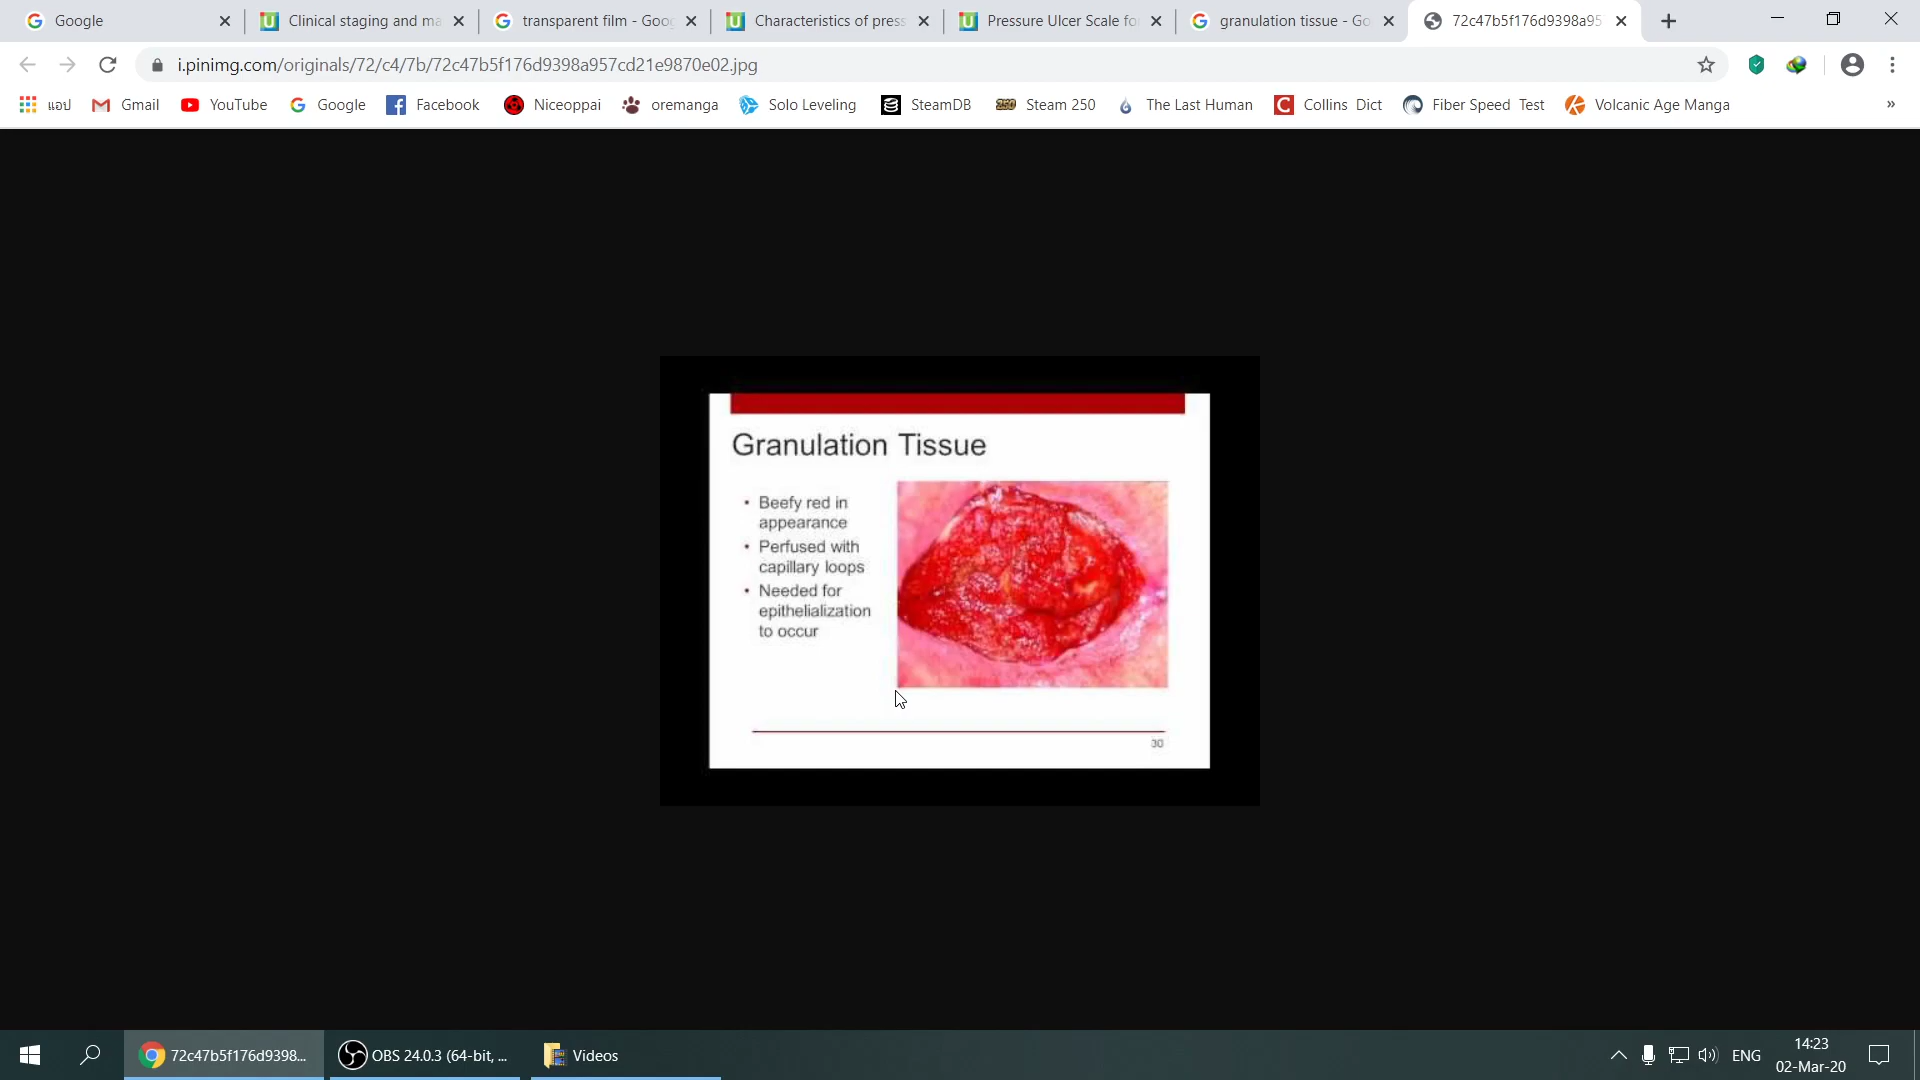 Google
Clinical staging and ma
transparent film - Goog
Characteristics of press
Pressure Ulcer Scale fo
granulation tissue - Go
72c47b5f176d9398a95
i.pinimg.com/originals/72/c4/7b/72c47b5f176d9398a957cd21e9870e02.jpg
แอป
Gmail
YouTube
Google
Facebook
Niceoppai
oremanga
Solo Leveling
SteamDB
250
Steam 250
The Last Human
Collins Dict
Fiber Speed Test
Volcanic Age Manga
»
Granulation Tissue
• Beefy red in
appearance
• Perfused with
capillary loops
• Needed for
epithelialization
to occur
30
72c47b5f176d9398...
OBS 24.0.3 (64-bit, ...
Videos
ENG
14:23
02-Mar-20